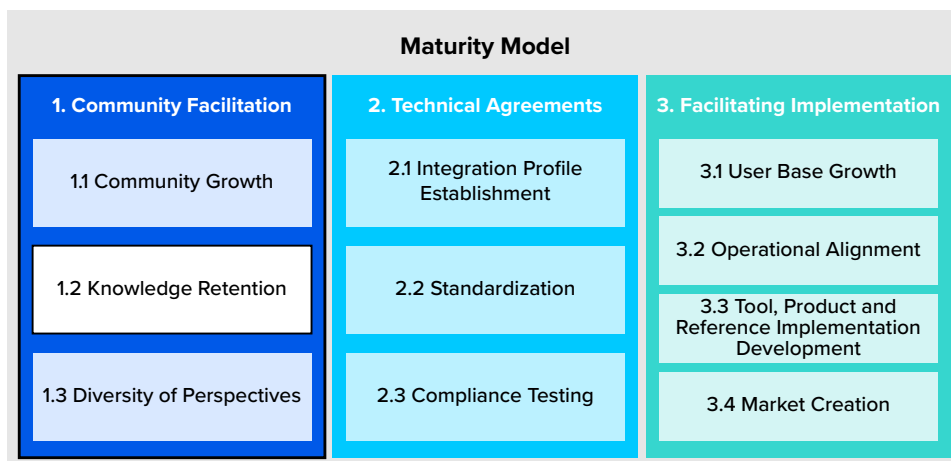 Maturity Model
1. Community Facilitation
1.1 Community Growth
1.2 Knowledge Retention
1.3 Diversity of Perspectives
2. Technical Agreements
2.1 Integration Profile
Establishment
2.2 Standardization
2.3 Compliance Testing
3. Facilitating Implementation
3.1 User Base Growth
3.2 Operational Alignment
3.3 Tool, Product and
Reference Implementation
Development
3.4 Market Creation